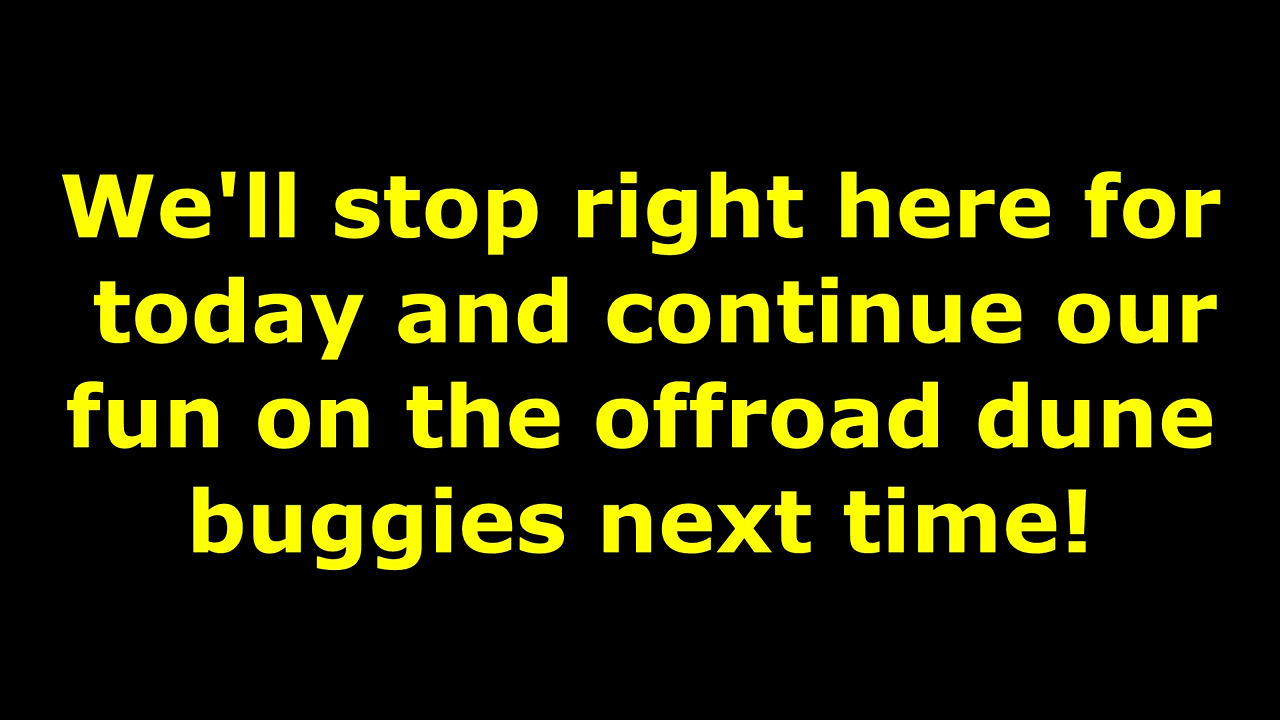 We'll stop right here for
today and continue our
fun on the offroad dune
buggies next time!